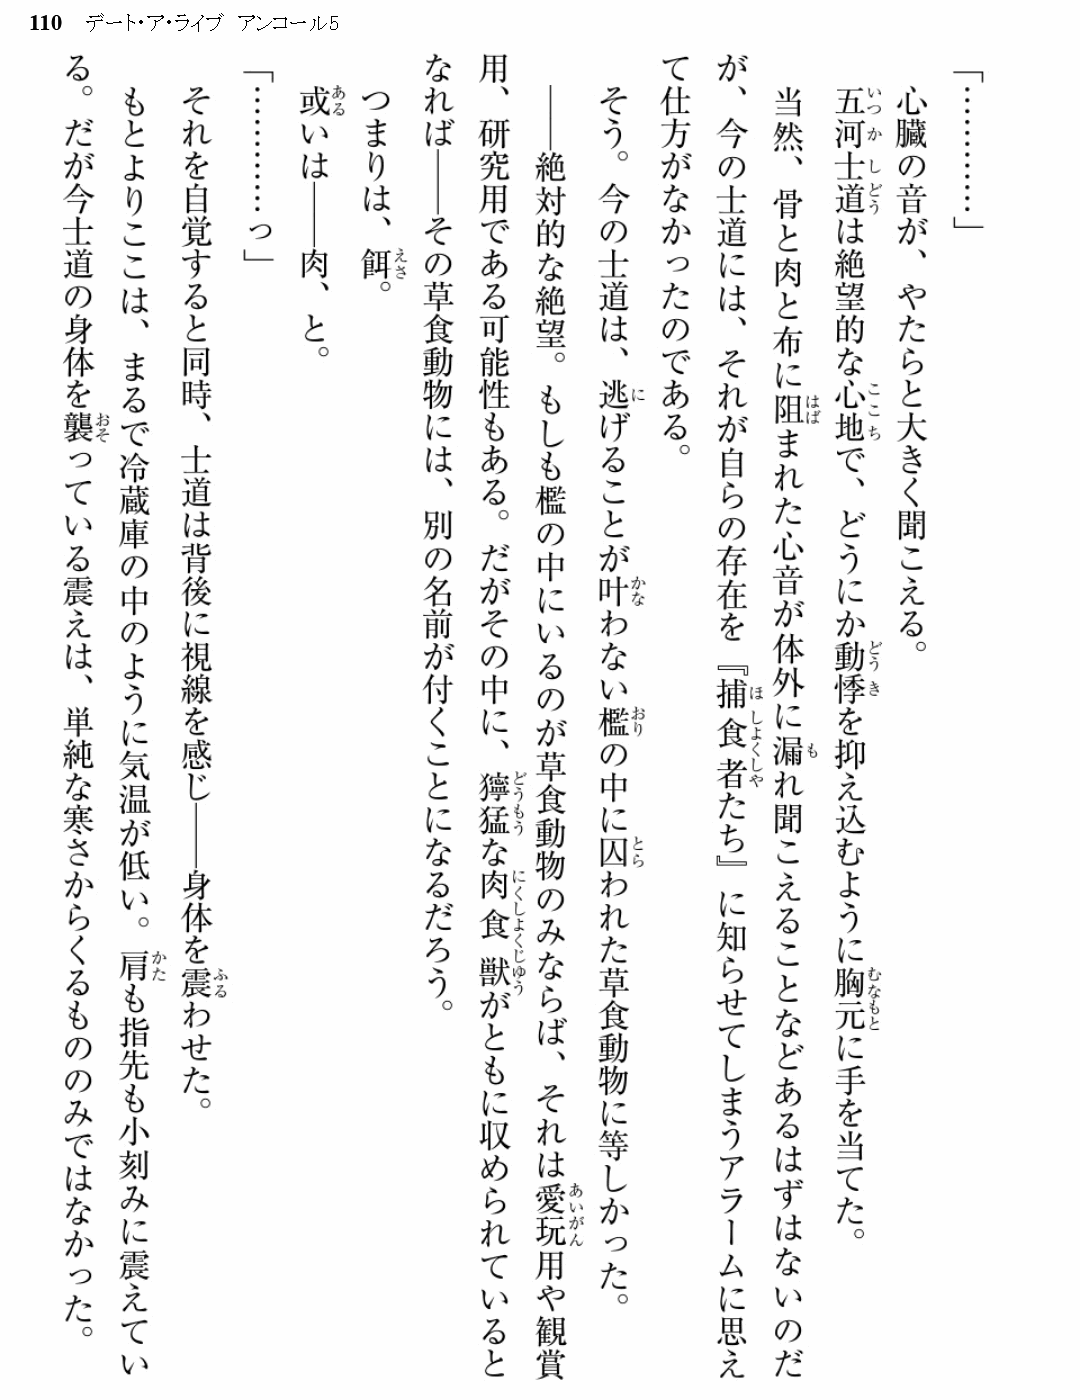 110 デート・ア・ライブ アンコール5
「…………」
心臓の音が、やたらと大きく聞こえる。
五河士道は絶望的な心地で、どうにか動悸を抑え込むように胸元に手を当てた。
当然、骨と肉と布に阻まれた心音が体外に漏れ聞こえることなどあるはずはないのだ
が、今の士道には、それが自らの存在を『捕食者たち』に知らせてしまうアラームに思え
て仕方がなかったのである。
そう。今の士道は、逃げることが叶わない檻の中に囚われた草食動物に等しかった。
――絶対的な絶望。もしも檻の中にいるのが草食動物のみならば、それは愛玩用や観賞
用、研究用である可能性もある。だがその中に、獰猛な肉食獣がともに収められていると
なれば――その草食動物には、別の名前が付くことになるだろう。
つまりは、餌。
或いは――肉、と。
「…………っ」
それを自覚すると同時、士道は背後に視線を感じ――身体を震わせた。
もとよりここは、まるで冷蔵庫の中のように気温が低い。肩も指先も小刻みに震えてい
る。だが今士道の身体を襲っている震えは、単純な寒さからくるもののみではなかった。